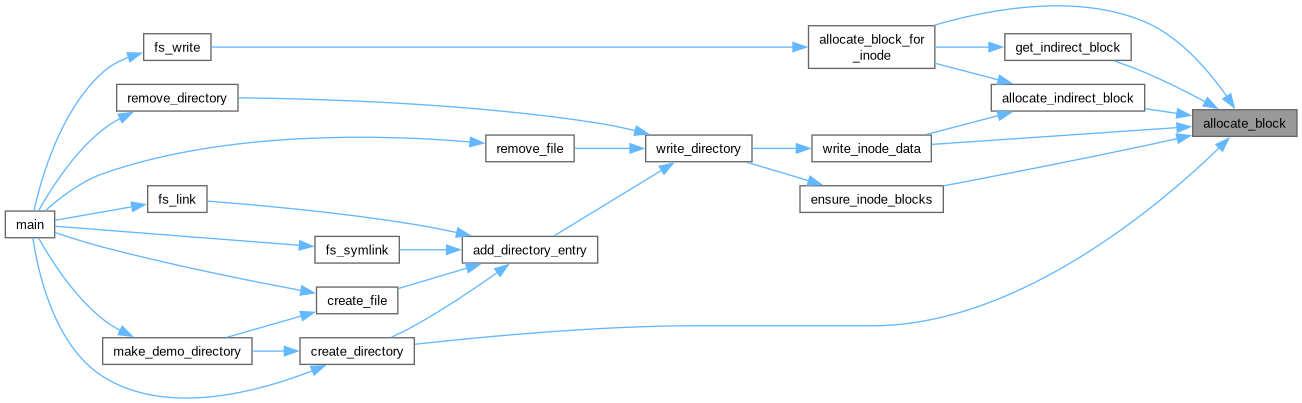 fs_write
allocate_block_for
_inode
get_indirect_block
remove_directory
allocate_indirect_block
allocate_block
remove_file
write_directory
write_inode_data
fs_link
ensure_inode_blocks
main
fs_symlink
add_directory_entry
create_file
make_demo_directory
create_directory